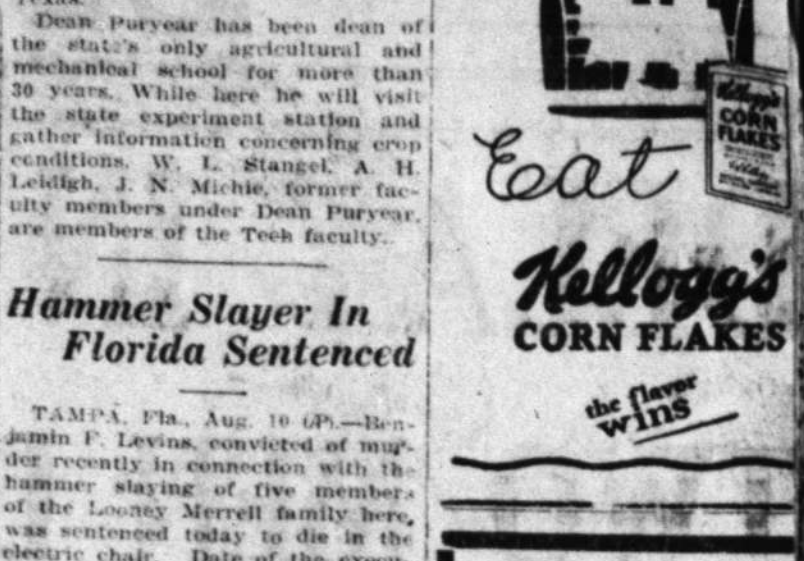 Texas.
Dean Puryear has been dean of
the state's only agricultural and
mechanical school for more than
30 years. While here he will visit
the state experiment station and
gather information concerning crop
conditions. W. L. Stangel, A. H.
Leidigh, J. N. Michie, former fac-
ulty members under Dean Puryear,
are members of the Tech faculty.
Hammer Slayer In
Florida Sentenced
TAMPA, Fla., Aug. 10 (AP).—Ben-
jamin F. Levins, convicted of mur-
der recently in connection with the
hammer slaying of five members
of the Looney Merrell family here,
was sentenced today to die in the
electric chair. Date of the execu-
Kellogg's
CORN
FLAKES
Eat
Kellogg's
CORN FLAKES
the flavor
wins